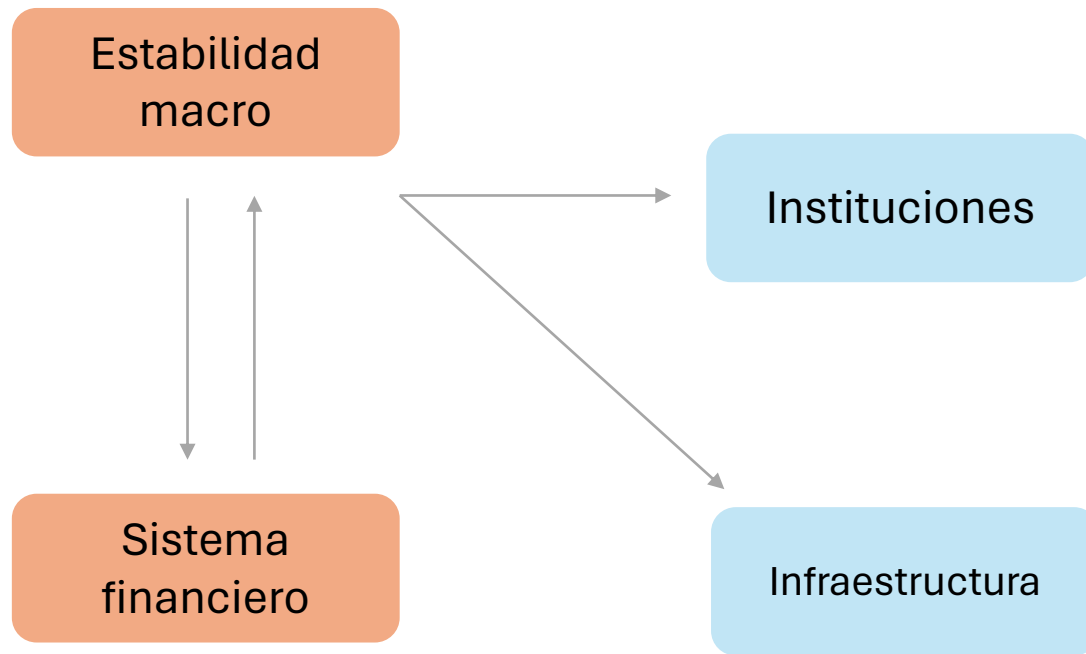 Estabilidad
macro
Instituciones
Sistema
financiero
Infraestructura